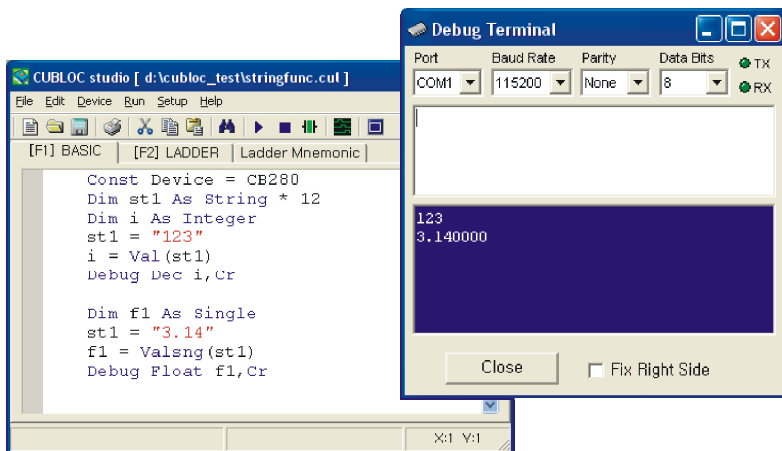 CUBLOC studio [ d:\cubloc_test\stringfunc.cul ]
File Edit Device Run Setup Help
[F1] BASIC [F2] LADDER Ladder Mnemonic
Const Device = CB280
Dim st1 As String * 12
Dim i As Integer
st1 = "123"
i = Val(st1)
Debug Dec i,Cr
Dim f1 As Single
st1 = "3.14"
f1 = Valsng(st1)
Debug Float f1,Cr
X:1 Y:1
Debug Terminal
Port Baud Rate Parity Data Bits TX
COM1 115200 None 8 RX
123
3.140000
Close Fix Right Side